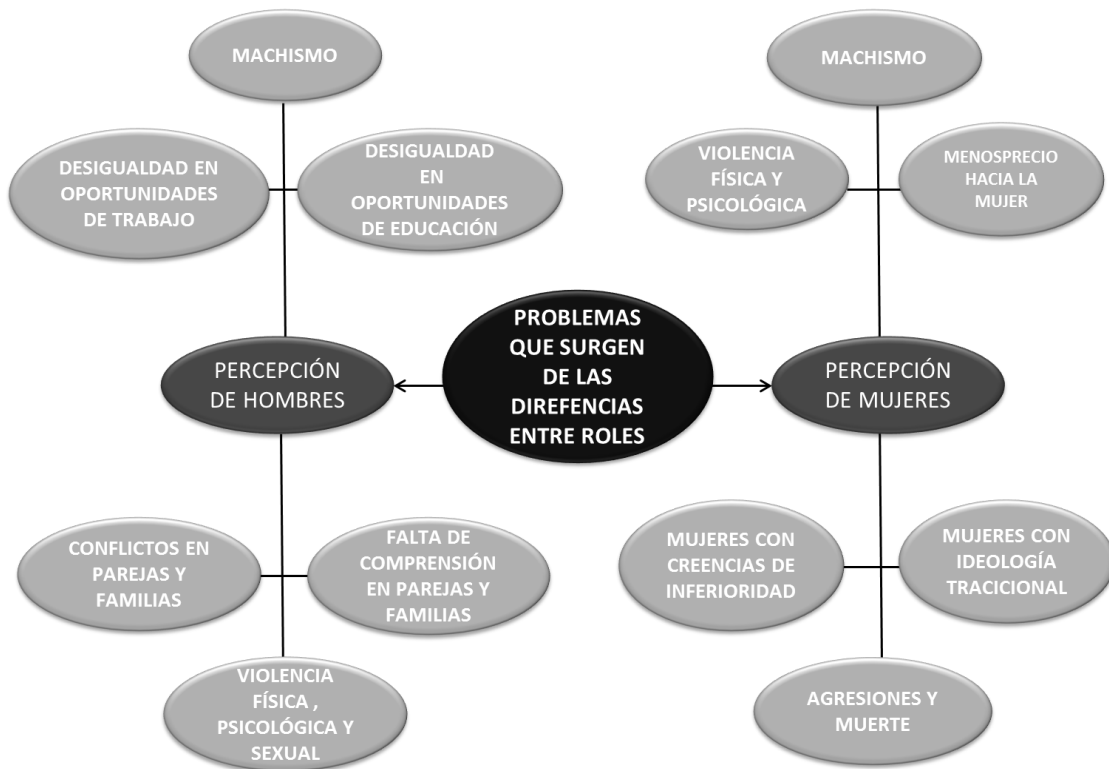 MACHISMO
DESIGUALDAD EN
OPORTUNIDADES
DE TRABAJO
DESIGUALDAD
EN
OPORTUNIDADES
DE EDUCACIÓN
PERCEPCIÓN
DE HOMBRES
CONFLICTOS EN
PAREJAS Y
FAMILIAS
FALTA DE
COMPRENSIÓN
EN PAREJAS Y
FAMILIAS
VIOLENCIA
FÍSICA ,
PSICOLÓGICA Y
SEXUAL
PROBLEMAS
QUE SURGEN
DE LAS
DIREFENCIAS
ENTRE ROLES
MACHISMO
VIOLENCIA
FÍSICA Y
PSICOLÓGICA
MENOSPRECIO
HACIA LA
MUJER
PERCEPCIÓN
DE MUJERES
MUJERES CON
CREENCIAS DE
INFERIORIDAD
MUJERES CON
IDEOLOGÍA
TRACICIONAL
AGRESIONES Y
MUERTE